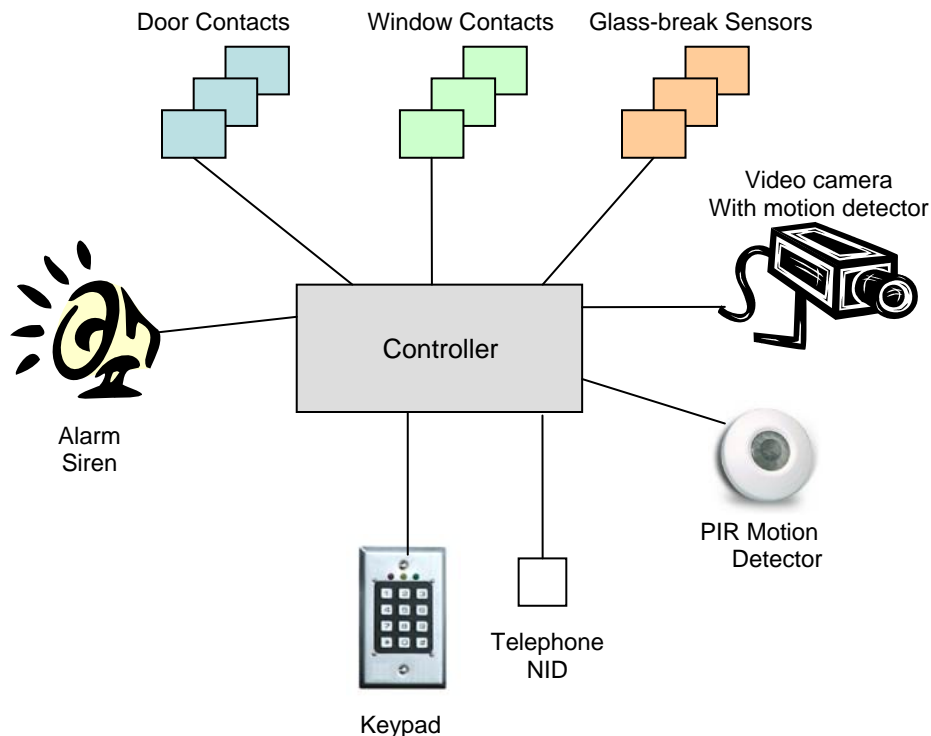 Door Contacts
Window Contacts
Glass-break Sensors
Video camera
With motion detector
Controller
Alarm
Siren
PIR Motion
Detector
Telephone
NID
Keypad